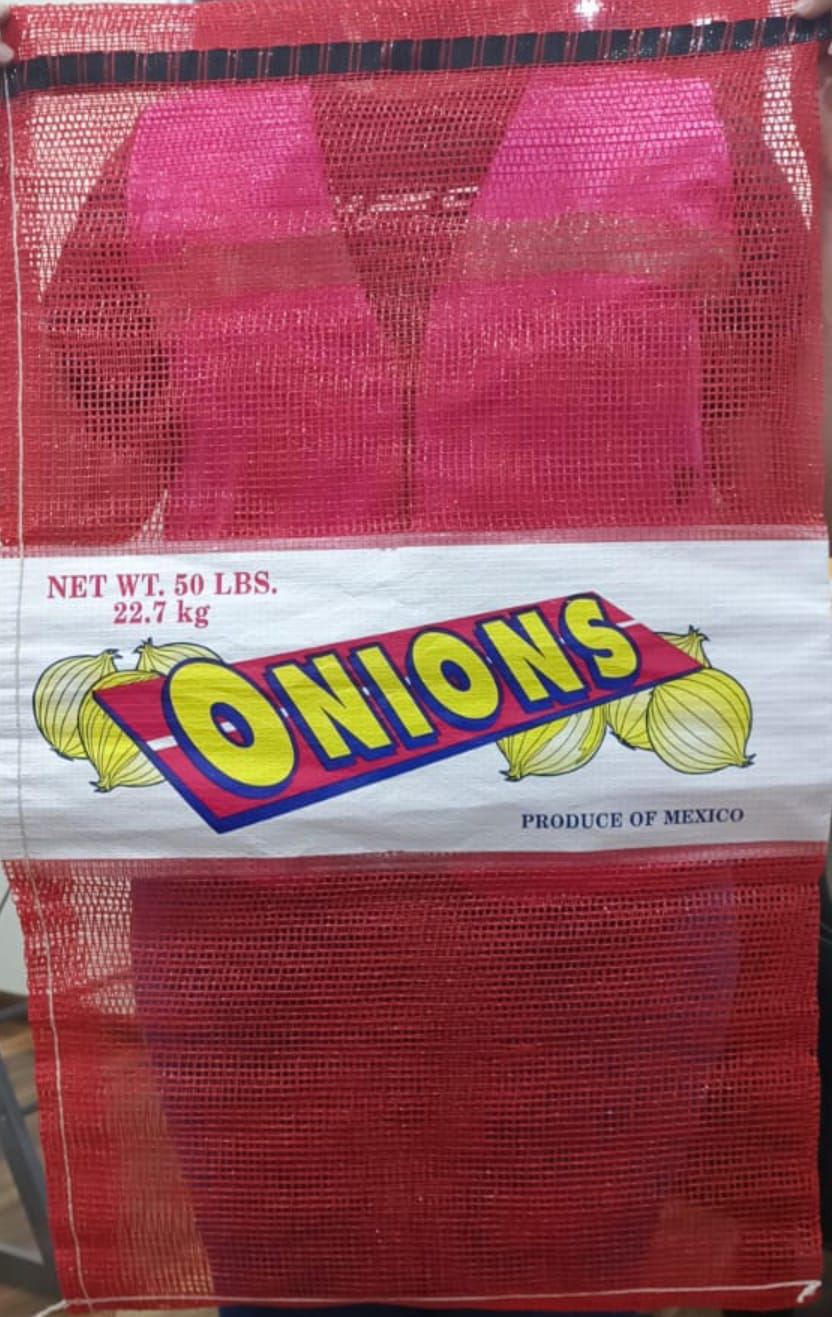 NET WT. 50 LBS.
22.7 kg
ONIONS
PRODUCE OF MEXICO